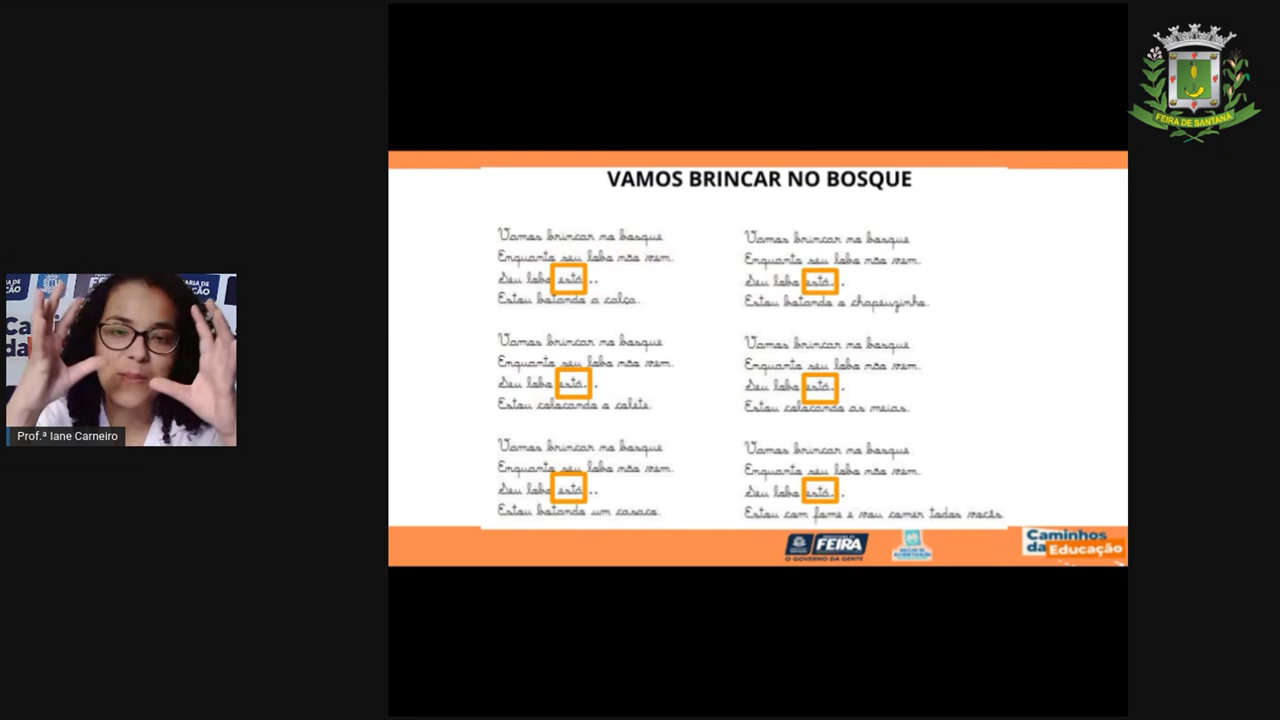 VAMOS BRINCAR NO BOSQUE
Vamos brincar no bosque
Enquanto seu lobo não vem.
Seu lobo está..
Estou botando a calça.
Vamos brincar no bosque
Enquanto seu lobo não vem.
Seu lobo está..
Estou colocando o colete.
Vamos brincar no bosque
Enquanto seu lobo não vem.
Seu lobo está..
Estou botando um casaco.
Vamos brincar no bosque
Enquanto seu lobo não vem.
Seu lobo está..
Estou botando o chapeuzinho.
Vamos brincar no bosque
Enquanto seu lobo não vem.
Seu lobo está..
Estou colocando as meias.
Vamos brincar no bosque
Enquanto seu lobo não vem.
Seu lobo está..
Estou com fome e vou comer todos vocês.
FEIRA
O GOVERNO DA GENTE
Caminhos
da Educação
FEIRA DE SANTANA
FEIRA
Prof.ª Iane Carneiro